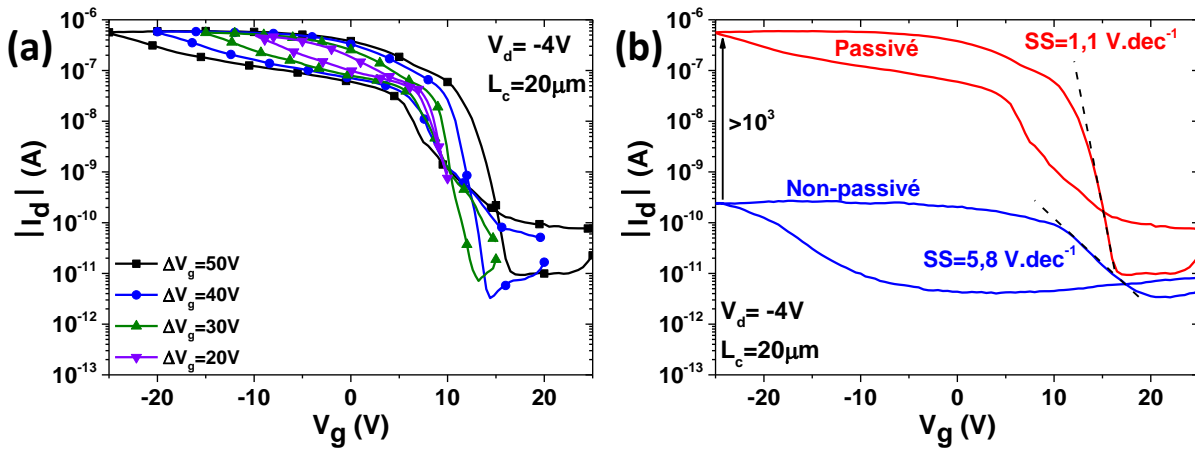 (a)
|I_d| (A)
10⁻⁶
10⁻⁷
10⁻⁸
10⁻⁹
10⁻¹⁰
10⁻¹¹
10⁻¹²
10⁻¹³
V_d= -4V
L_c=20μm
ΔV_g=50V
ΔV_g=40V
ΔV_g=30V
ΔV_g=20V
-20 -10 0 10 20
V_g (V)
(b)
|I_d| (A)
10⁻⁶
10⁻⁷
10⁻⁸
10⁻⁹
10⁻¹⁰
10⁻¹¹
10⁻¹²
10⁻¹³
Passivé
SS=1,1 V.dec⁻¹
>10³
Non-passivé
SS=5,8 V.dec⁻¹
V_d= -4V
L_c=20μm
-20 -10 0 10 20
V_g (V)